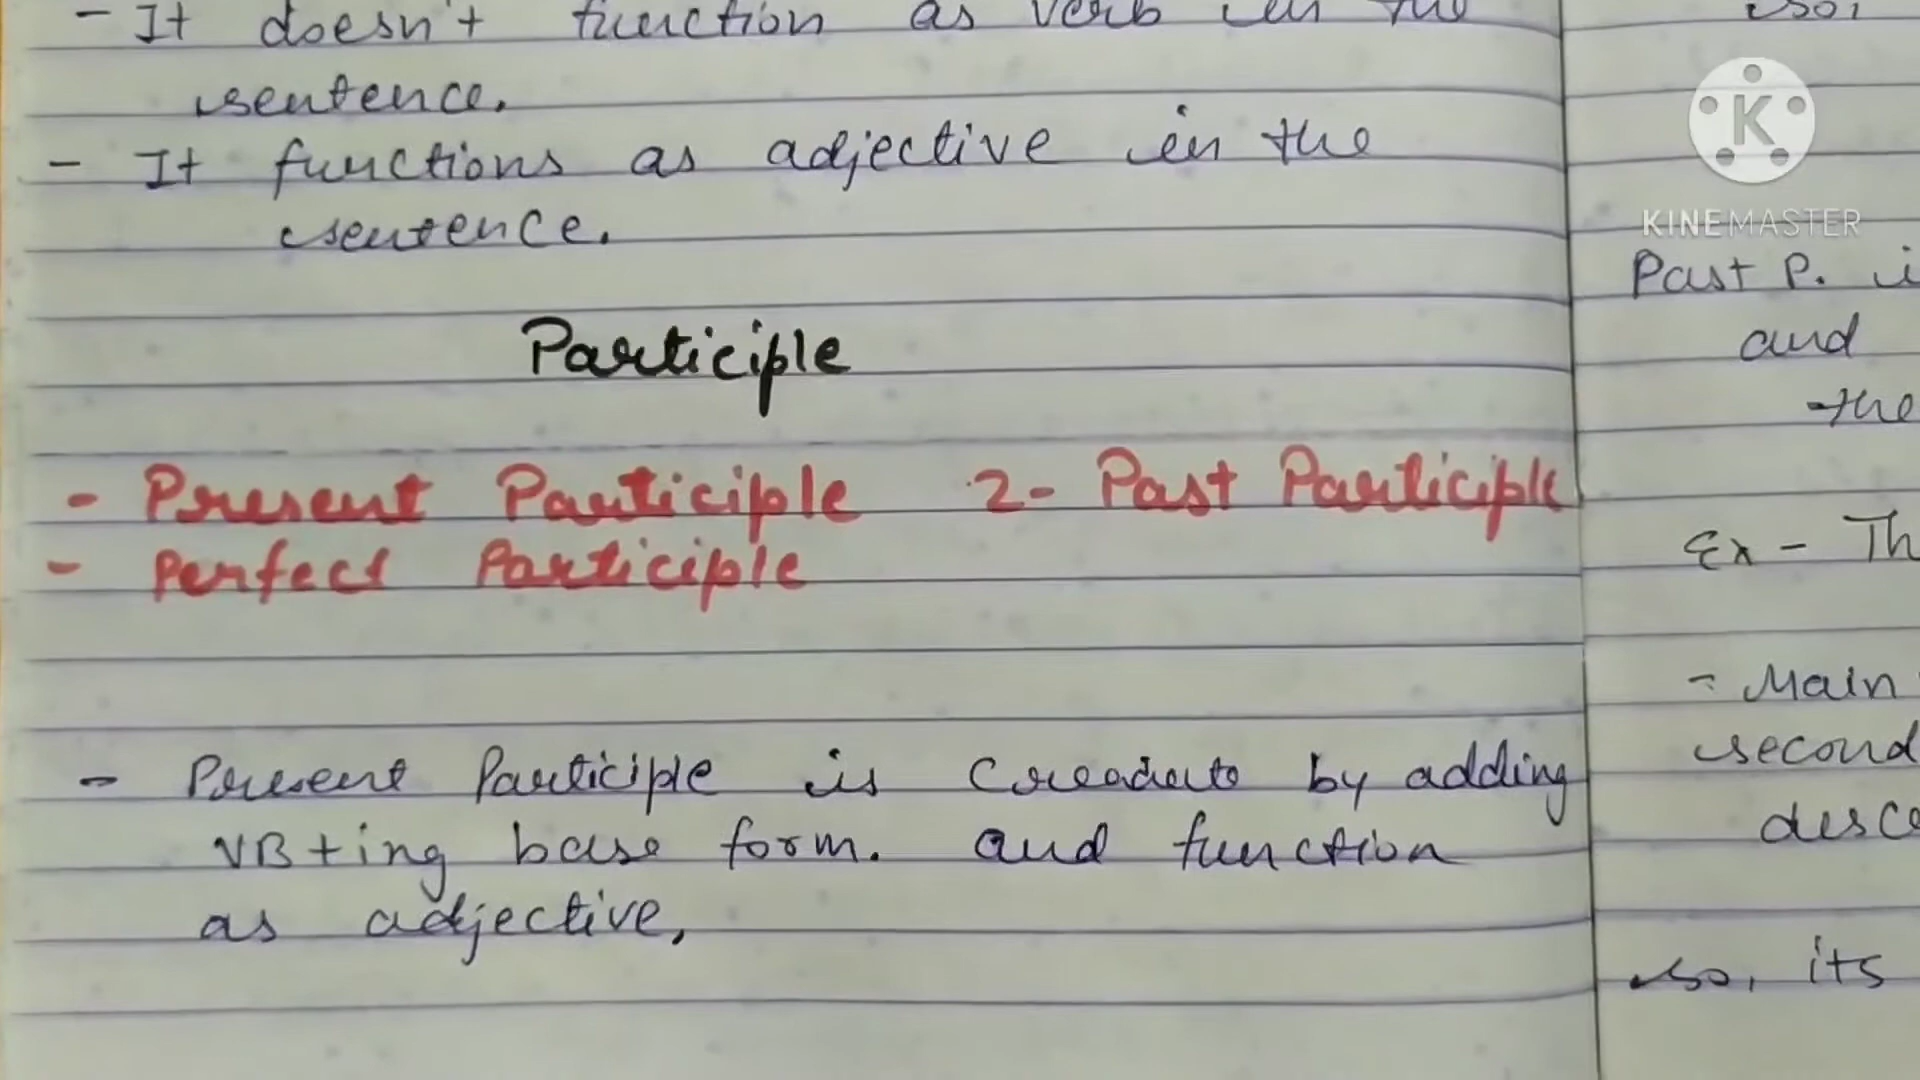 - It doesn't function as verb in the
sentence.
- It functions as adjective in the
sentence.
Participle
- Present Participle 2- Past Participle
- Perfect Participle
- Present Participle is by adding
VB+ing base form. and function
as adjective,
so,
KINEMASTER
Past P. i
and
the
Ex - Th
- Main
second
desc
so, its